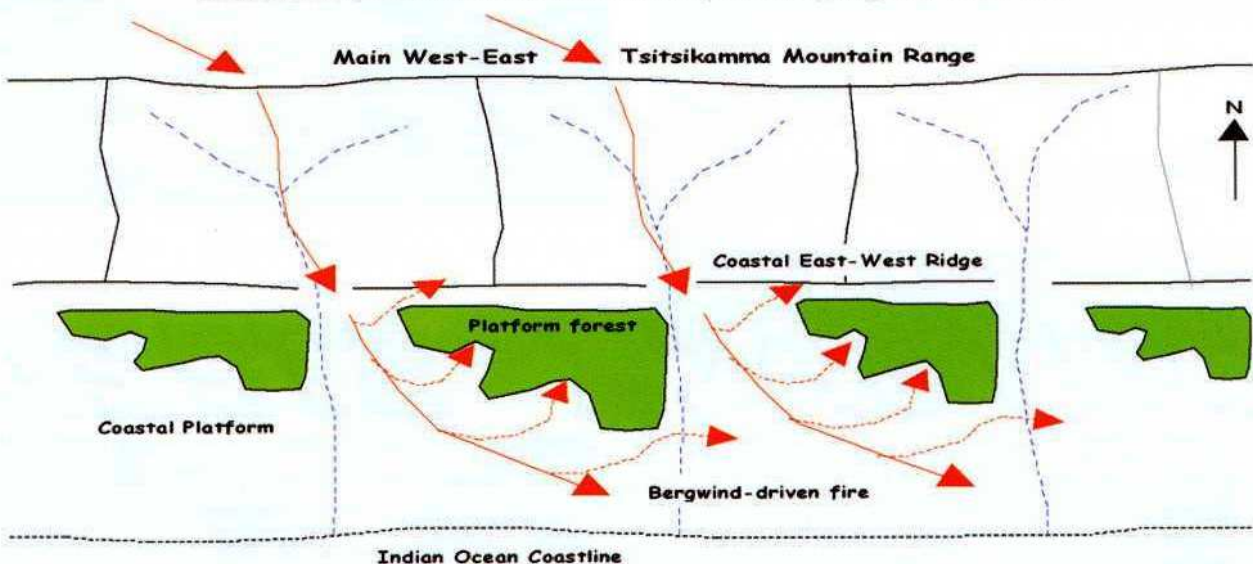 Main West-East Tsitsikamma Mountain Range
N
Coastal East-West Ridge
Platform forest
Coastal Platform
Bergwind-driven fire
Indian Ocean Coastline